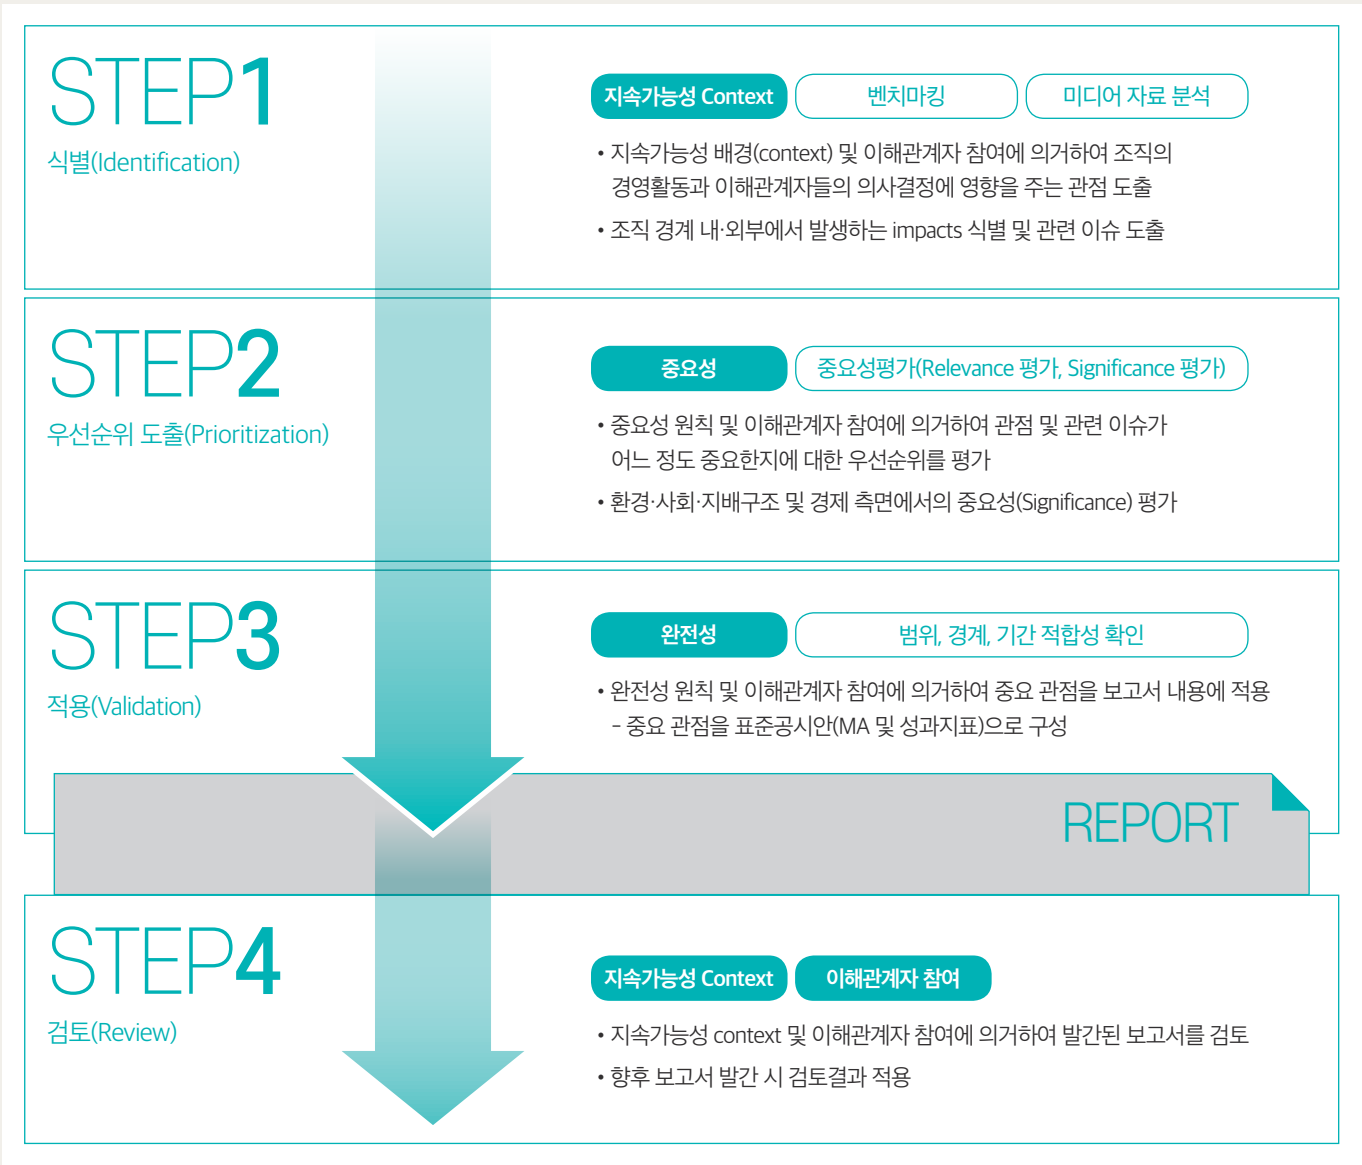 STEP1
식별(Identification)
지속가능성 Context
벤치마킹
미디어 자료 분석
• 지속가능성 배경(context) 및 이해관계자 참여에 의거하여 조직의
경영활동과 이해관계자들의 의사결정에 영향을 주는 관점 도출
• 조직 경계 내·외부에서 발생하는 impacts 식별 및 관련 이슈 도출
STEP2
우선순위 도출(Prioritization)
중요성
중요성평가(Relevance 평가, Significance 평가)
• 중요성 원칙 및 이해관계자 참여에 의거하여 관점 및 관련 이슈가
어느 정도 중요한지에 대한 우선순위를 평가
• 환경·사회·지배구조 및 경제 측면에서의 중요성(Significance) 평가
STEP3
적용(Validation)
완전성
범위, 경계, 기간 적합성 확인
• 완전성 원칙 및 이해관계자 참여에 의거하여 중요 관점을 보고서 내용에 적용
– 중요 관점을 표준공시안(MA 및 성과지표)으로 구성
REPORT
STEP4
검토(Review)
지속가능성 Context
이해관계자 참여
• 지속가능성 context 및 이해관계자 참여에 의거하여 발간된 보고서를 검토
• 향후 보고서 발간 시 검토결과 적용